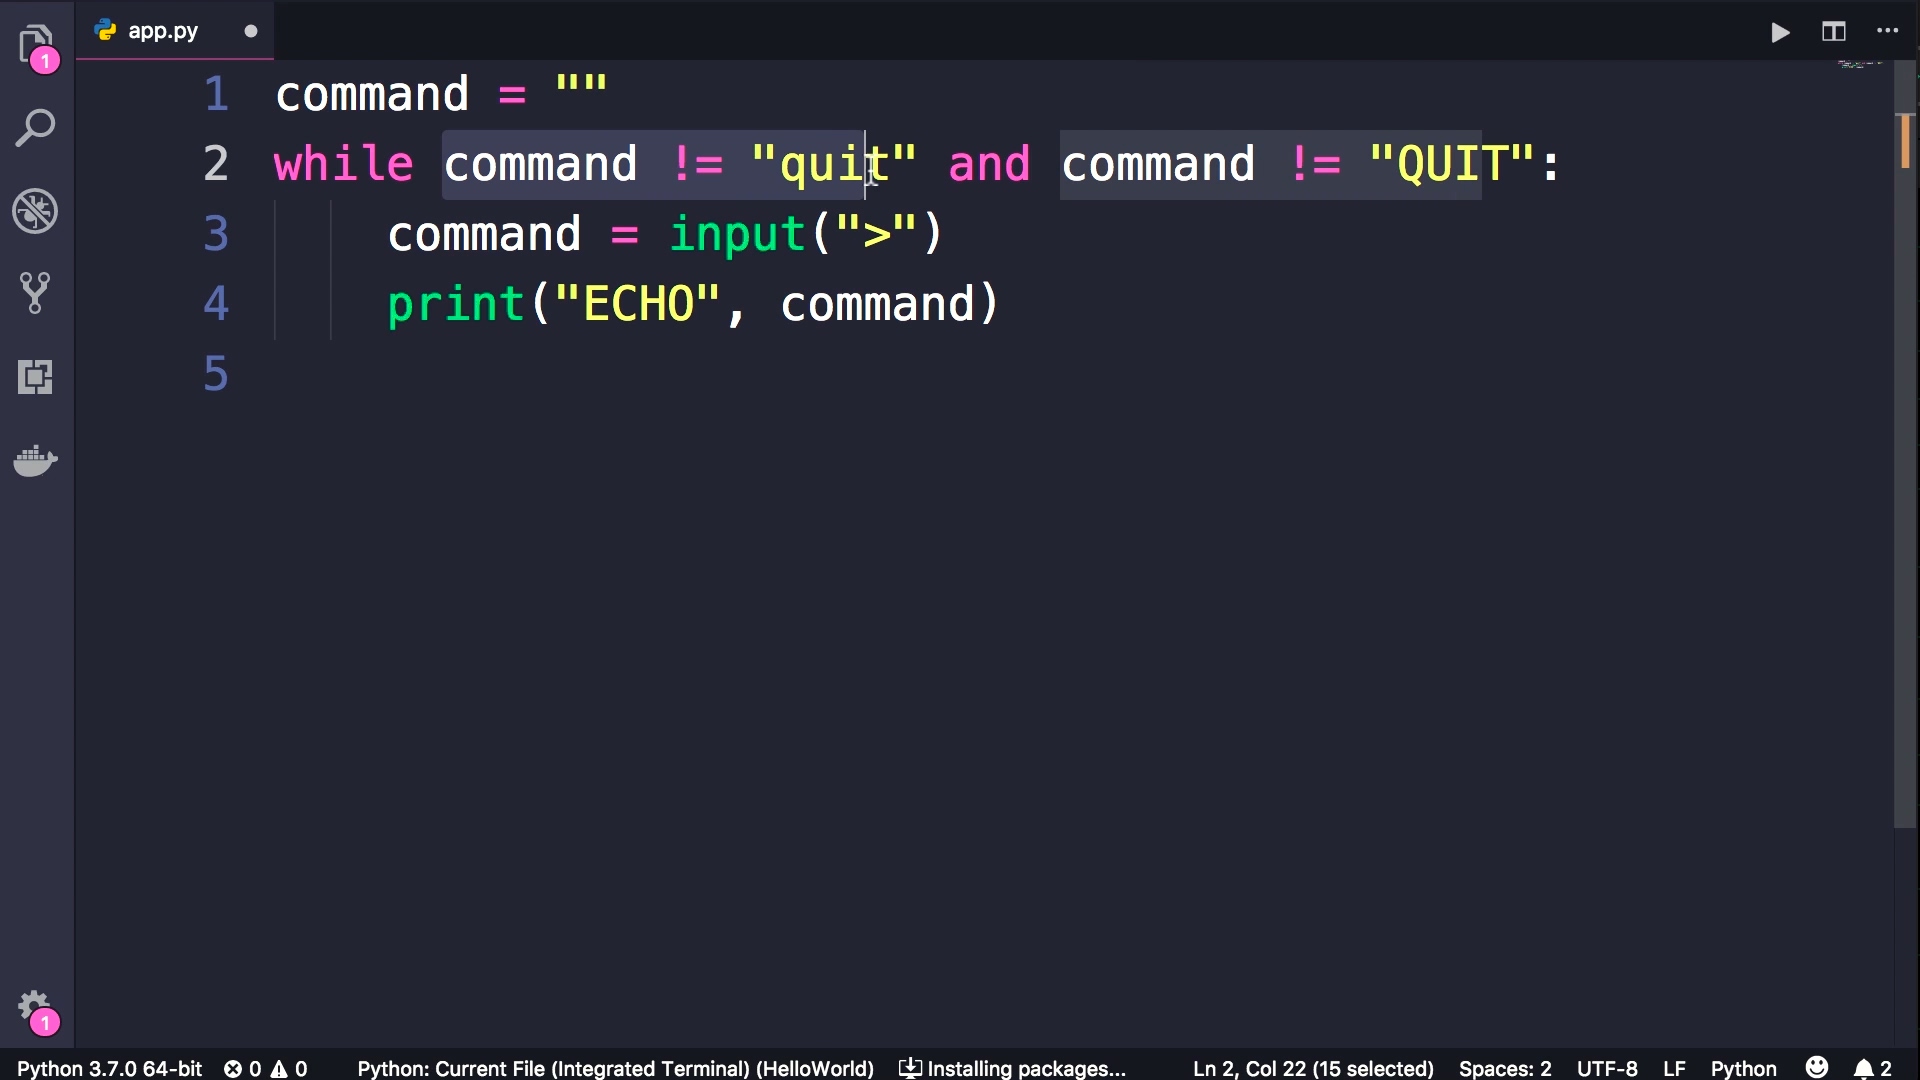 app.py
1 command = ""
2 while command != "quit" and command != "QUIT":
3     command = input(">")
4     print("ECHO", command)
5
1
1
Python 3.7.0 64-bit 0 0 Python: Current File (Integrated Terminal) (HelloWorld) Installing packages... Ln 2, Col 22 (15 selected) Spaces: 2 UTF-8 LF Python 2